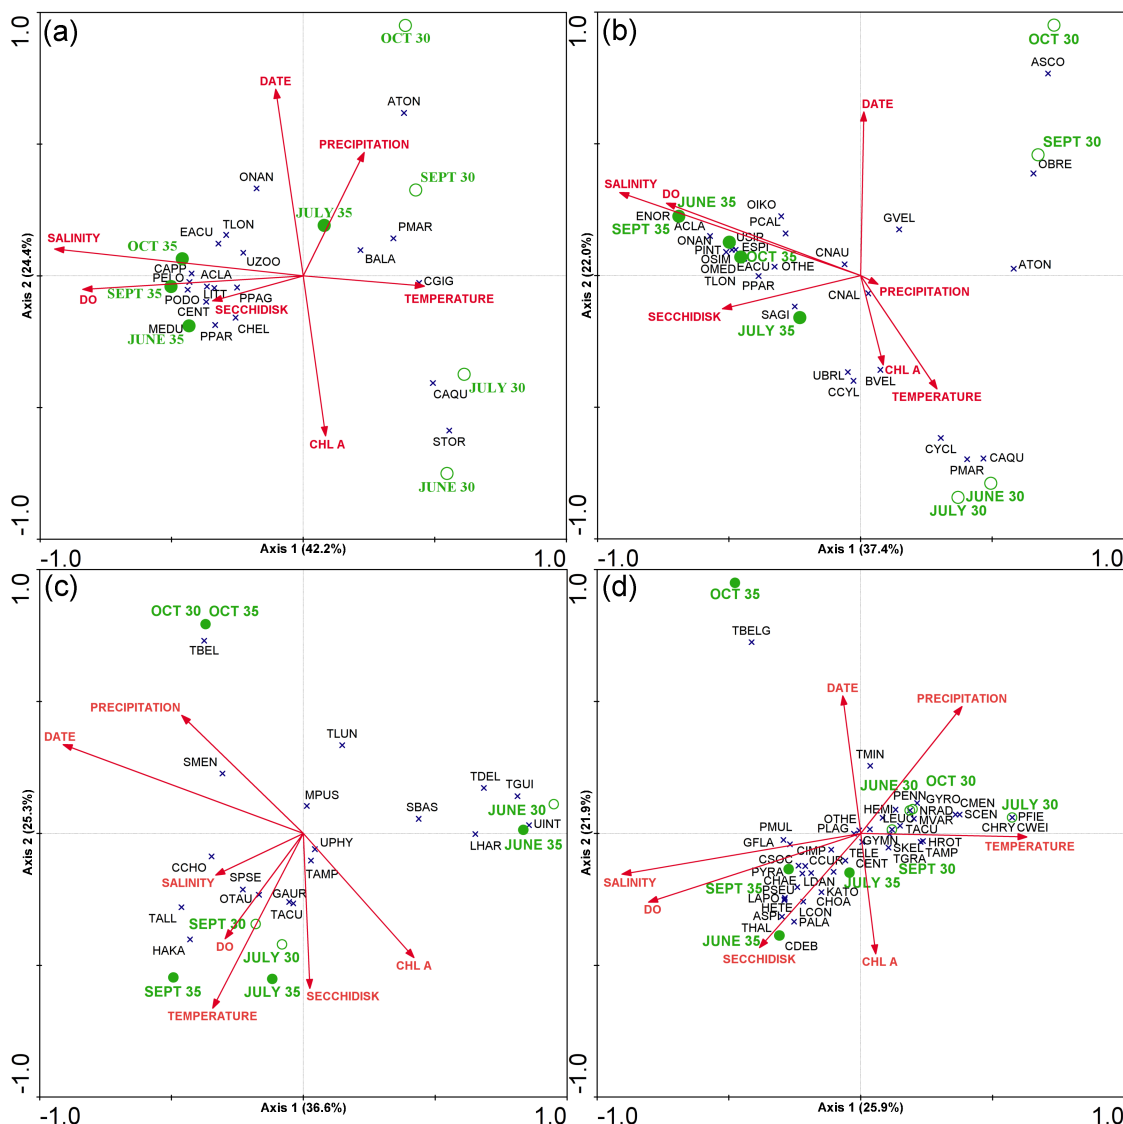 (a)
1.0
OCT 30
DATE
ATON
PRECIPITATION
ONAN
SEPT 30
JULY 35
TLON
PMAR
EACU
SALINITY
OCT 35
UZOO
BALA
CAPP
ACLA
PELO
CGIG
DO
SEPT 35
LITT
TEMPERATURE
PODO
PPAG
SECCHIDISK
CENT
MEDU
CHEL
JUNE 35
PPAR
JULY 30
CAQU
STOR
CHL A
JUNE 30
Axis 2 (24.4%)
-1.0
-1.0
Axis 1 (42.2%)
1.0
(b)
1.0
OCT 30
ASCO
DATE
SEPT 30
OBRE
SALINITY
DO
JUNE 35
OIKO
ENOR
PCAL
GVEL
SEPT 35
ACLA
ONAN
USIP
PINT
ESPI
CNAU
OSIM
OCT 35
OMED
EACU
OTHE
ATON
TLON
PPAR
PRECIPITATION
CNAL
SECCHIDISK
SAGI
JULY 35
UBRL
BVEL
CHL A
CCYL
TEMPERATURE
CYCL
CAQU
PMAR
JUNE 30
JULY 30
Axis 2 (22.0%)
-1.0
-1.0
Axis 1 (37.4%)
1.0
(c)
1.0
OCT 30
OCT 35
TBEL
PRECIPITATION
DATE
TLUN
SMEN
TDEL
TGUI
MPUS
SBAS
JUNE 30
UINT
LHAR
JUNE 35
UPHY
CCHO
TAMP
SALINITY
SPSE
OTAU
GAUR
TALL
TACU
SEPT 30
DO
HAKA
JULY 30
CHL A
SEPT 35
JULY 35
SECCHIDISK
TEMPERATURE
Axis 2 (25.3%)
-1.0
-1.0
Axis 1 (36.6%)
1.0
(d)
1.0
OCT 35
TBELG
DATE
PRECIPITATION
TMIN
JUNE 30
OCT 30
PENN
GYRO
HEMI
NRAD
CMEN
JULY 30
OTHE
LEUC
MVAR
SCEN
PFIE
PMUL
PLAG
TACU
CHRY
CWEI
GFLA
GYMN
HROT
TEMPERATURE
CIMP
TELE
SKEL
TAMP
CSOC
CCUR
CENT
TGRA
SEPT 30
PYRA
SALINITY
CHAE
JULY 35
SEPT 35
PSEU
LDAN
KATO
DO
LAPO
CHOA
HETE
LCON
ASPI
PALA
THAL
JUNE 35
CDEB
SECCHIDISK
CHL A
Axis 2 (21.9%)
-1.0
-1.0
Axis 1 (25.9%)
1.0